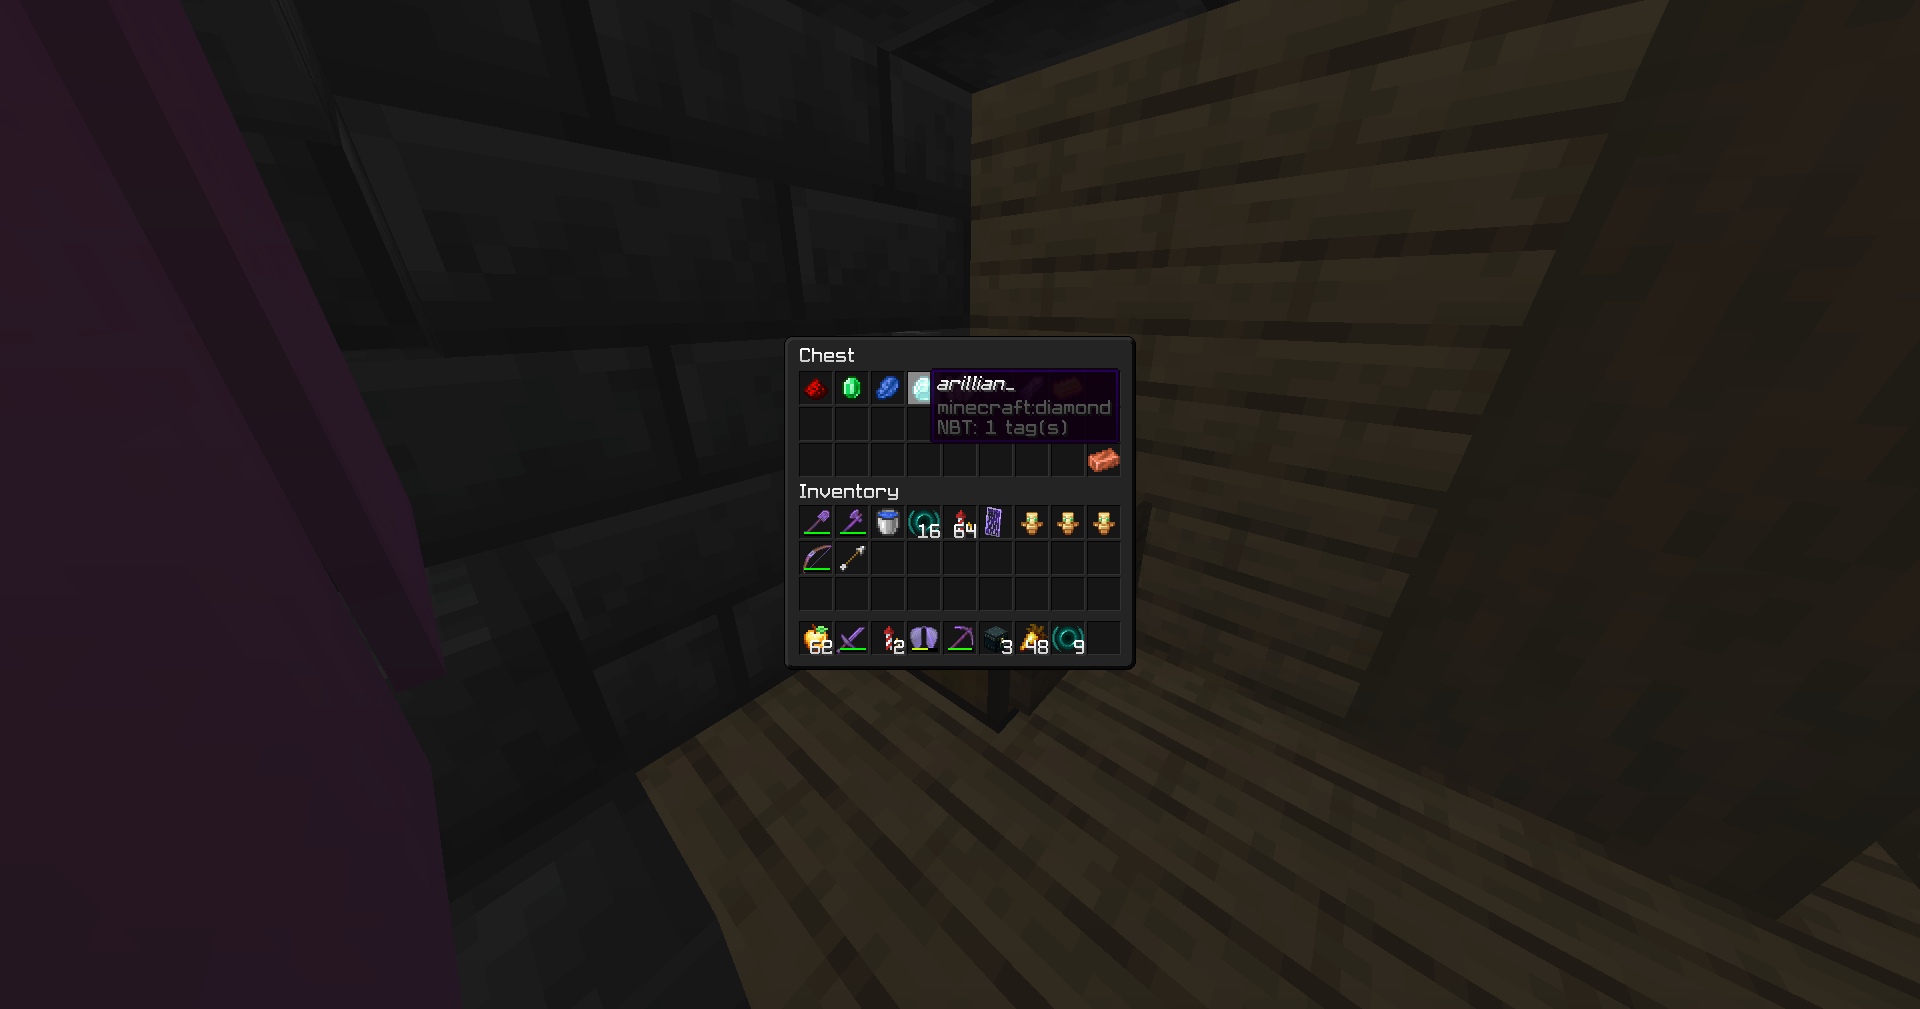 Chest
arillian_
minecraft:diamond
NBT: 1 tag(s)
Inventory
16 64
62 2 3 48 9